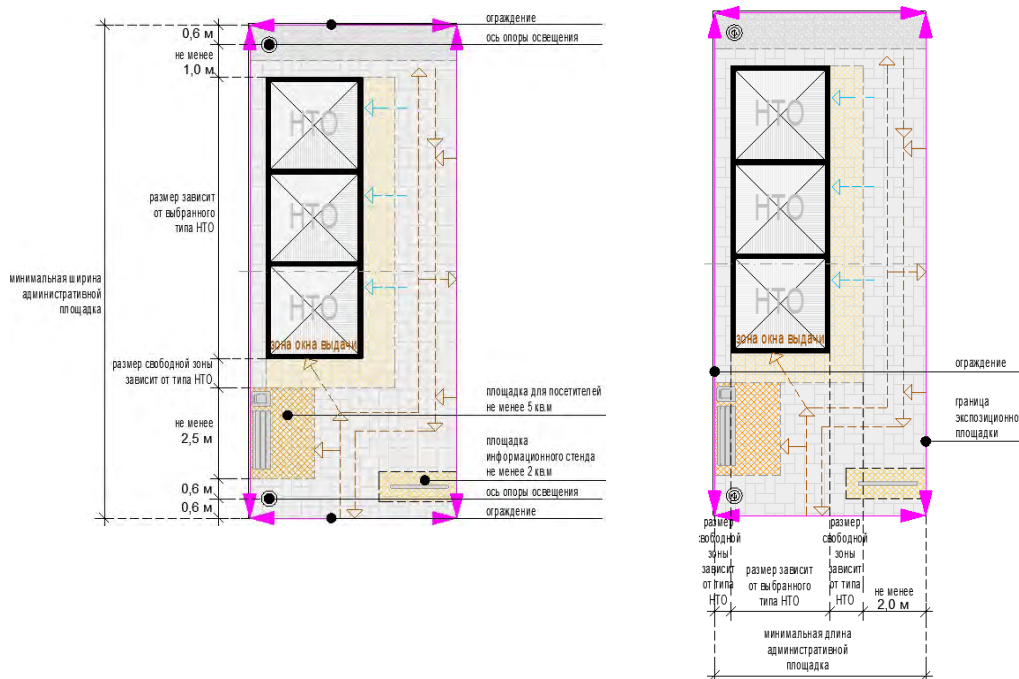 0,6 м
не менее
1,0 м
размер зависит
от выбранного
типа НТО
минимальная ширина
административной
площадка
размер свободной зоны
зависит от типа НТО
не менее
2,5 м
0,6 м
0,6 м
НТО
НТО
НТО
зона окна выдачи
ограждение
ось опоры освещения
площадка для посетителей
не менее 5 кв.м
площадка
информационного стенда
не менее 2 кв.м
ось опоры освещения
ограждение
НТО
НТО
НТО
зона окна выдачи
ограждение
граница
экспозиционно
площадки
размер
свободной
зоны
зависит
от типа
НТО
размер зависит
от выбранного
типа НТО
размер
свободной
зоны
зависит
от типа
НТО
не менее
2,0 м
минимальная длина
административной
площадка